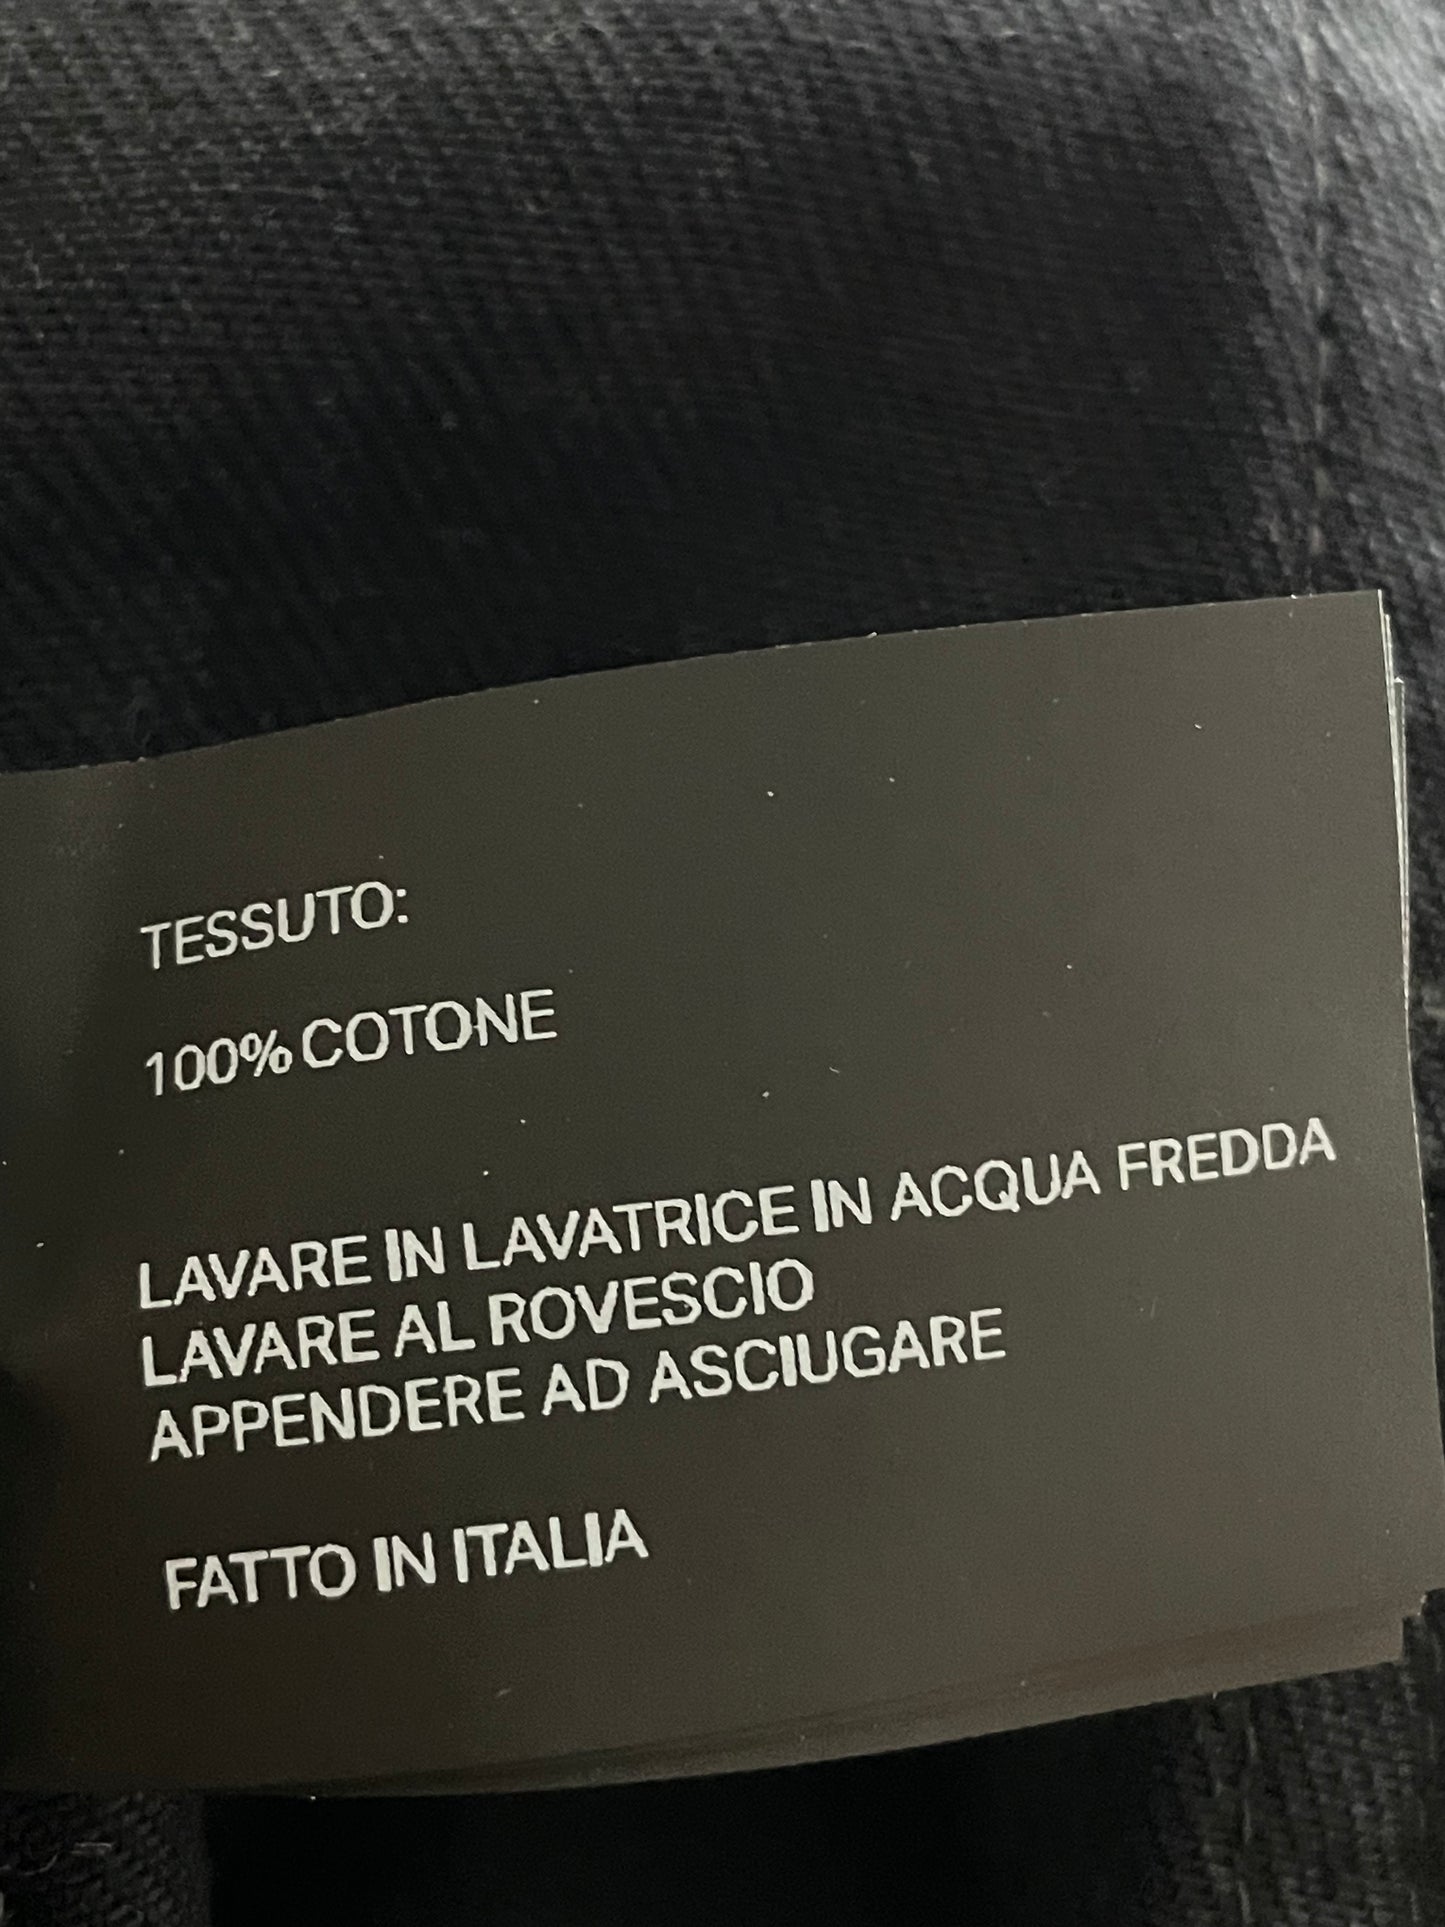 TESSUTO:
100% COTONE
LAVARE IN LAVATRICE IN ACQUA FREDDA
LAVARE AL ROVESCIO
APPENDERE AD ASCIUGARE
FATTO IN ITALIA